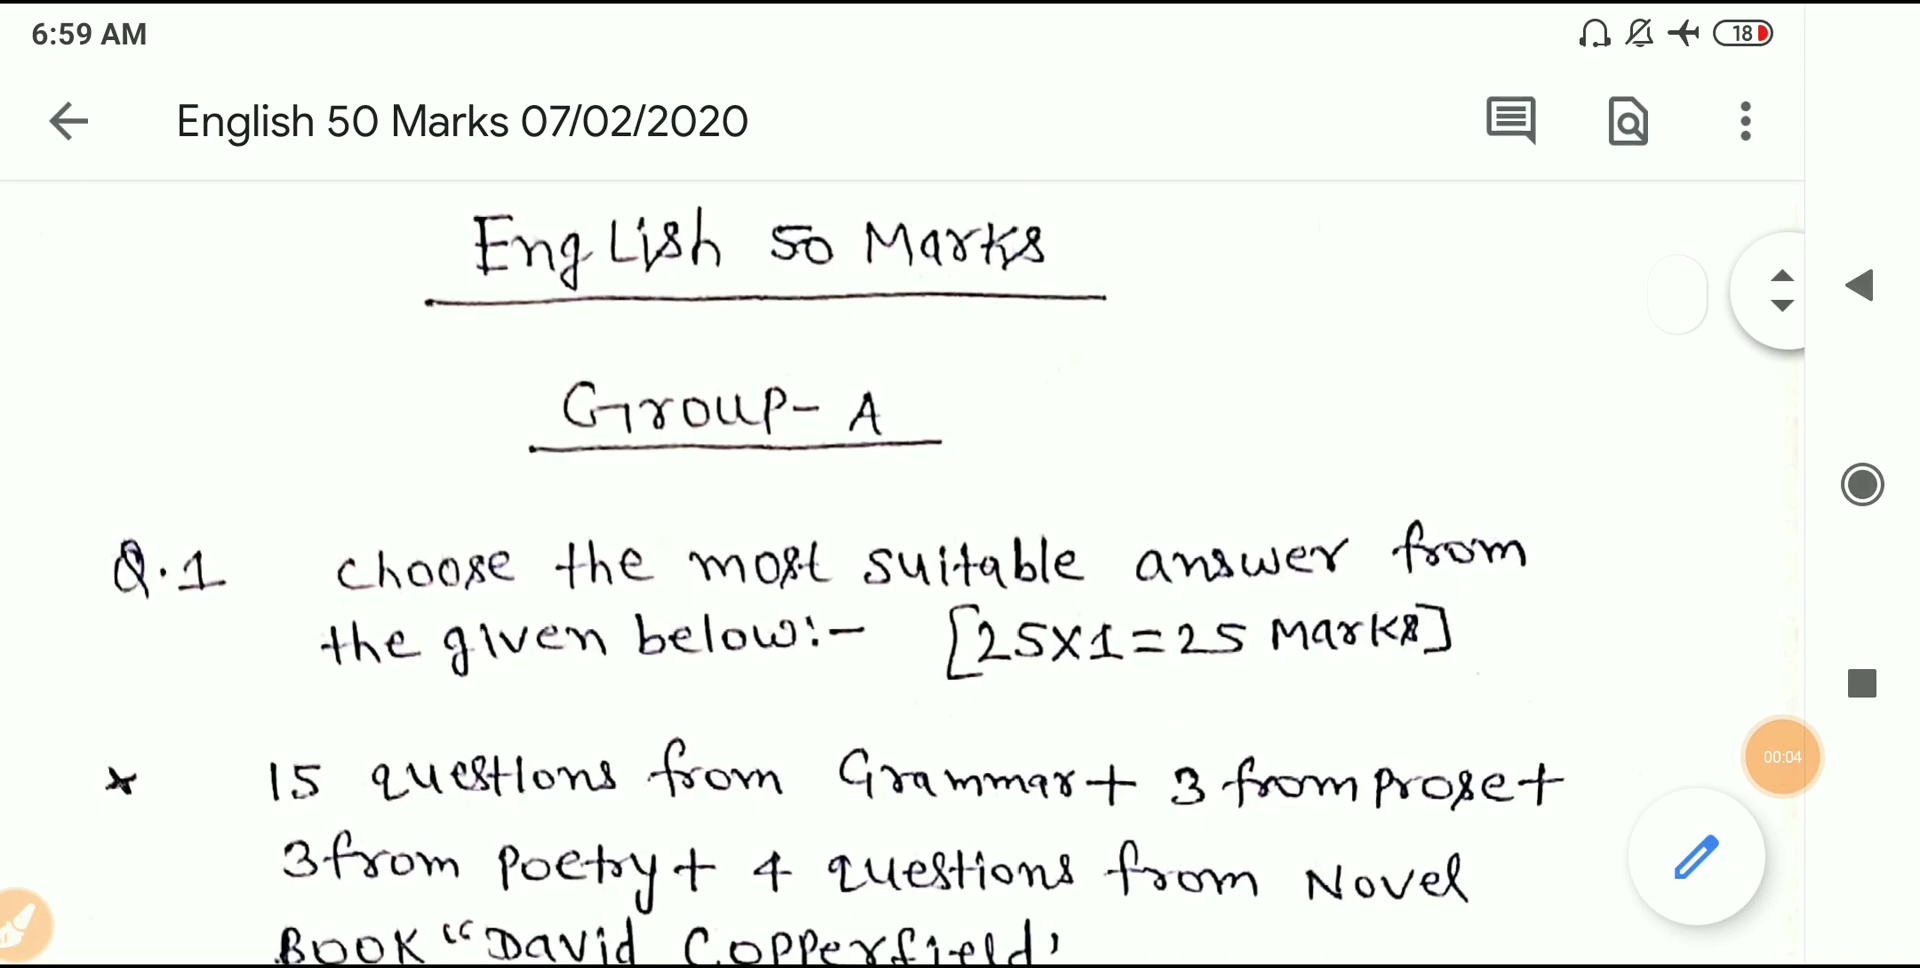 6:59 AM
18
English 50 Marks 07/02/2020
English 50 Marks
Group- A
Q.1 choose the most suitable answer from
the given below:- [25x1=25 Marks]
* 15 questions from Grammar + 3 from prose +
3 from poetry + 4 questions from Novel
BOOK "David Copperfield'
00:04